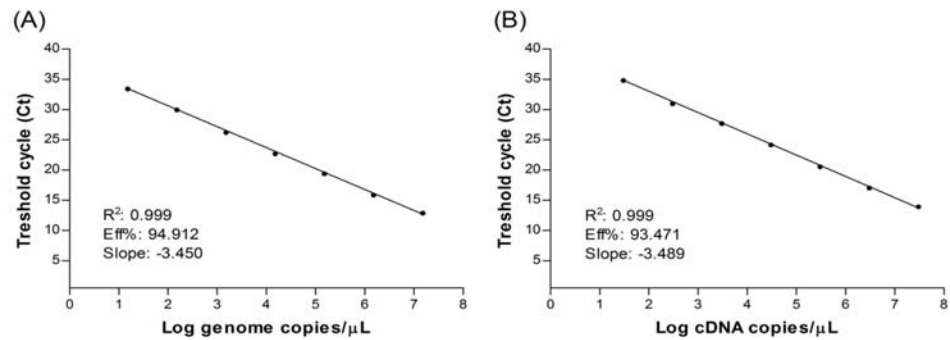 (A)
Treshold cycle (Ct)
40
35
30
25
20
15
10
5
R²: 0.999
Eff%: 94.912
Slope: -3.450
0 1 2 3 4 5 6 7 8
Log genome copies/μL
(B)
Treshold cycle (Ct)
40
35
30
25
20
15
10
5
R²: 0.999
Eff%: 93.471
Slope: -3.489
0 1 2 3 4 5 6 7 8
Log cDNA copies/μL